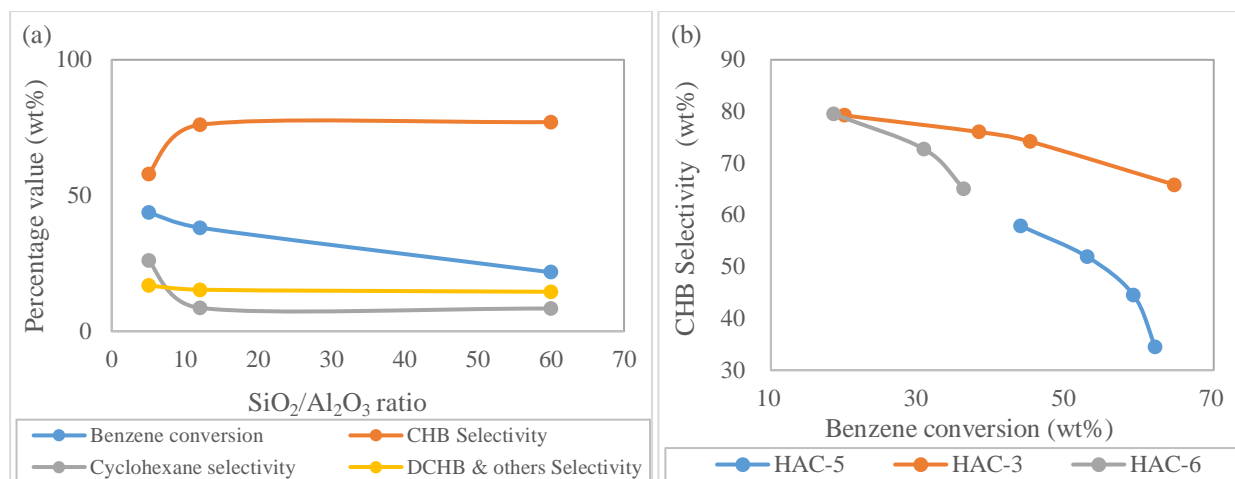 (a)
100
50
0
Percentage value (wt%)
0 10 20 30 40 50 60 70
SiO₂/Al₂O₃ ratio
Benzene conversion CHB Selectivity
Cyclohexane selectivity DCHB & others Selectivity
(b)
90
80
70
60
50
40
30
CHB Selectivity (wt%)
10 30 50 70
Benzene conversion (wt%)
HAC-5 HAC-3 HAC-6